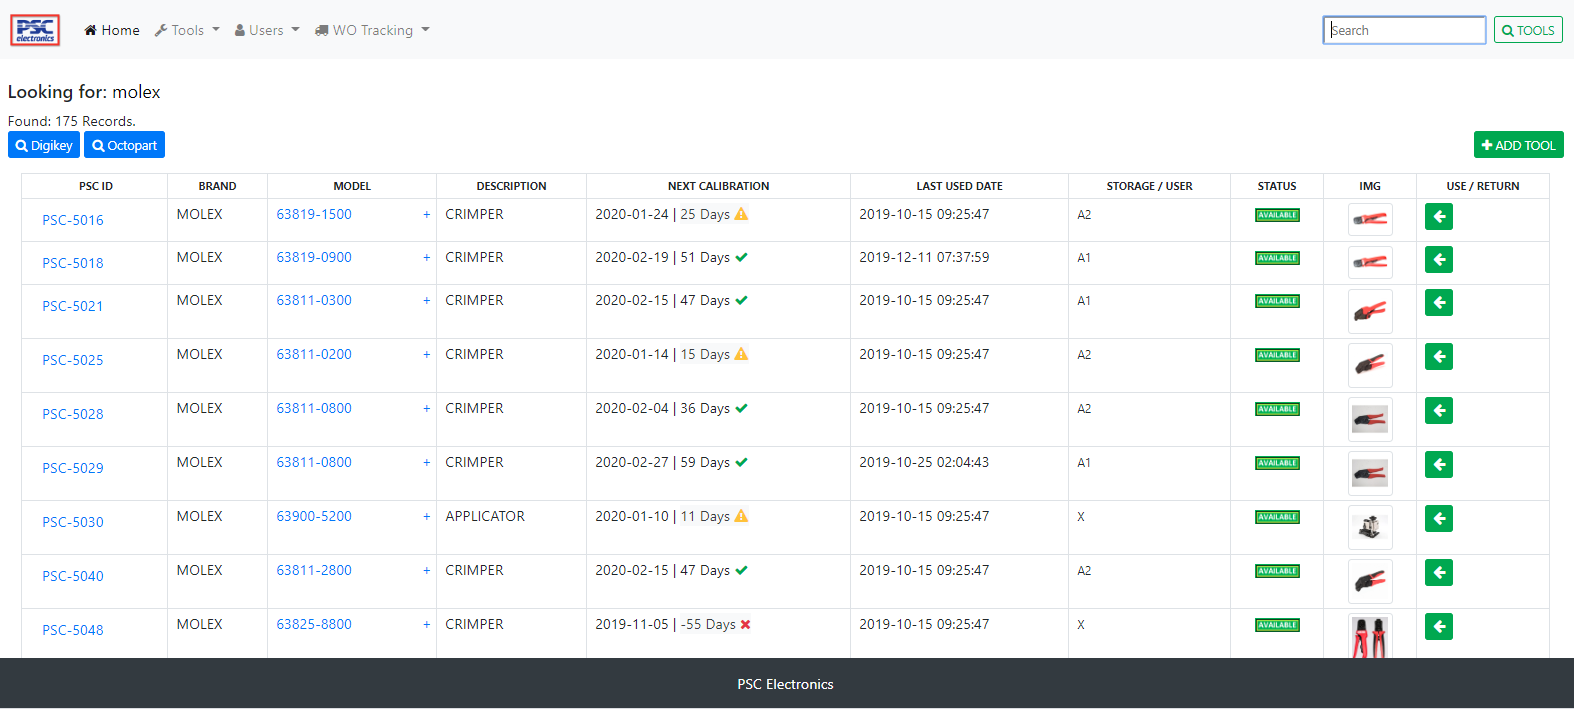 PSC electronics Home Tools Users WO Tracking Search TOOLS
Looking for: molex
Found: 175 Records.
Digikey Octopart + ADD TOOL
PSC ID BRAND MODEL DESCRIPTION NEXT CALIBRATION LAST USED DATE STORAGE / USER STATUS IMG USE / RETURN
PSC-5016 MOLEX 63819-1500 + CRIMPER 2020-01-24 | 25 Days A2 2019-10-15 09:25:47 AVAILABLE
PSC-5018 MOLEX 63819-0900 + CRIMPER 2020-02-19 | 51 Days 2019-12-11 07:37:59 A1 AVAILABLE
PSC-5021 MOLEX 63811-0300 + CRIMPER 2020-02-15 | 47 Days 2019-10-15 09:25:47 A1 AVAILABLE
PSC-5025 MOLEX 63811-0200 + CRIMPER 2020-01-14 | 15 Days 2019-10-15 09:25:47 A2 AVAILABLE
PSC-5028 MOLEX 63811-0800 + CRIMPER 2020-02-04 | 36 Days 2019-10-15 09:25:47 A2 AVAILABLE
PSC-5029 MOLEX 63811-0800 + CRIMPER 2020-02-27 | 59 Days 2019-10-25 02:04:43 A1 AVAILABLE
PSC-5030 MOLEX 63900-5200 + APPLICATOR 2020-01-10 | 11 Days 2019-10-15 09:25:47 X AVAILABLE
PSC-5040 MOLEX 63811-2800 + CRIMPER 2020-02-15 | 47 Days 2019-10-15 09:25:47 A2 AVAILABLE
PSC-5048 MOLEX 63825-8800 + CRIMPER 2019-11-05 | -55 Days 2019-10-15 09:25:47 X AVAILABLE
PSC Electronics